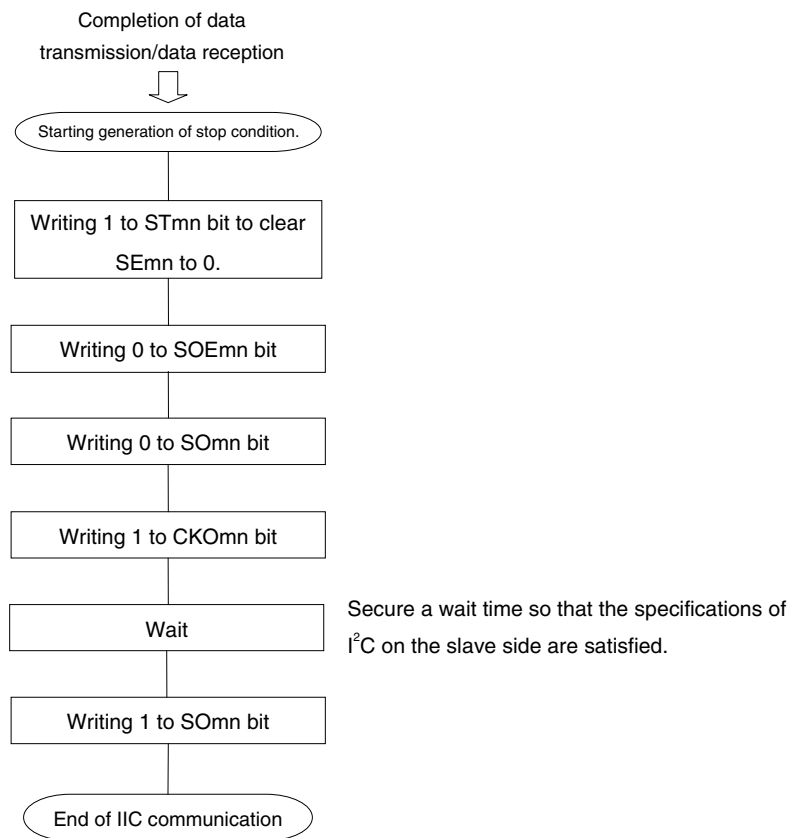 Completion of data
transmission/data reception
Starting generation of stop condition.
Writing 1 to STmn bit to clear
SEmn to 0.
Writing 0 to SOEmn bit
Writing 0 to SOmn bit
Writing 1 to CKOmn bit
Wait
Secure a wait time so that the specifications of
I²C on the slave side are satisfied.
Writing 1 to SOmn bit
End of IIC communication